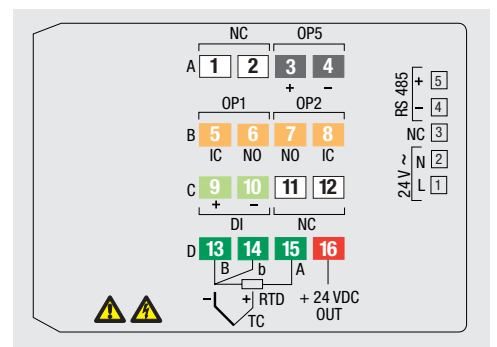 NC OP5
A 1 2 3 4
+ −
OP1 OP2
B 5 6 7 8
IC NO NO IC
C 9 10 11 12
+ −
DI NC
D 13 14 15 16
B b A
− + RTD + 24 VDC
TC OUT
RS 485 + 5
− 4
NC 3
24V ~ N 2
L 1